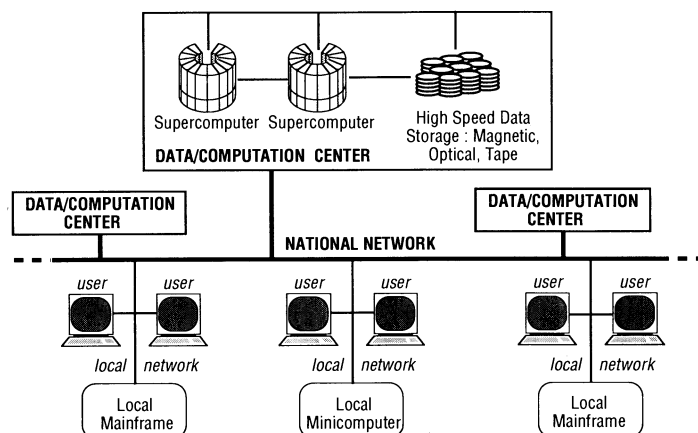 Supercomputer Supercomputer
High Speed Data
Storage : Magnetic,
Optical, Tape
DATA/COMPUTATION CENTER
DATA/COMPUTATION
CENTER
DATA/COMPUTATION
CENTER
NATIONAL NETWORK
user user user user user user
local network local network local network
Local
Mainframe
Local
Minicomputer
Local
Mainframe